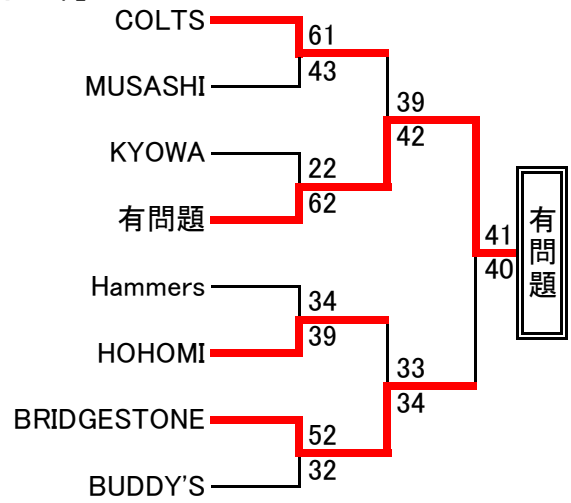 COLTS
61
43
MUSASHI
39
42
KYOWA
22
62
有問題
41
40
有問題
Hammers
34
39
HOHOMI
33
34
BRIDGESTONE
52
32
BUDDY'S